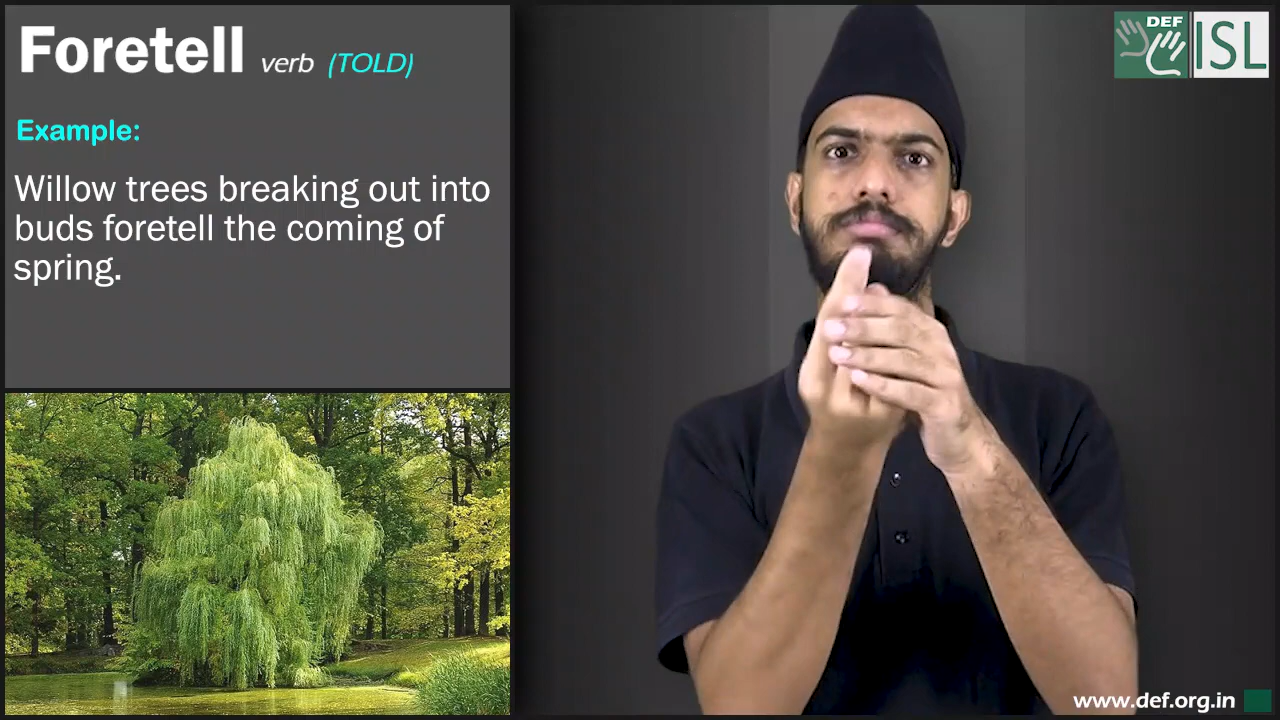 Foretell verb (TOLD)
Example:
Willow trees breaking out into
buds foretell the coming of
spring.
DEF
ISL
www.def.org.in